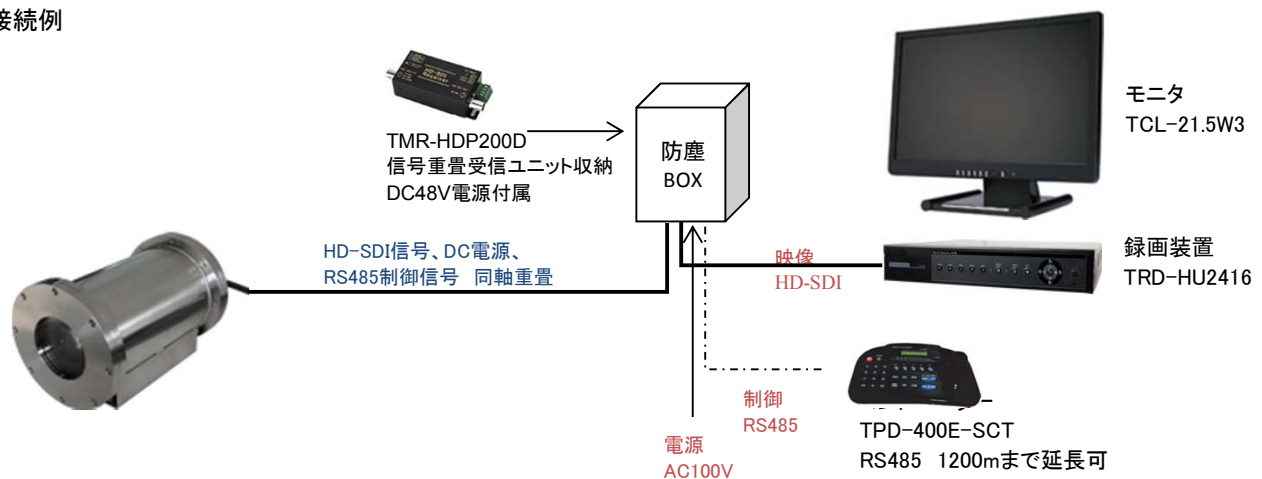 接続例
TMR-HDP200D
信号重畳受信ユニット収納
DC48V電源付属
防塵
BOX
モニタ
TCL-21.5W3
HD-SDI信号、DC電源、
RS485制御信号 同軸重畳
映像
HD-SDI
録画装置
TRD-HU2416
制御
RS485
電源
AC100V
TPD-400E-SCT
RS485 1200mまで延長可
HD-SDI
Receiver